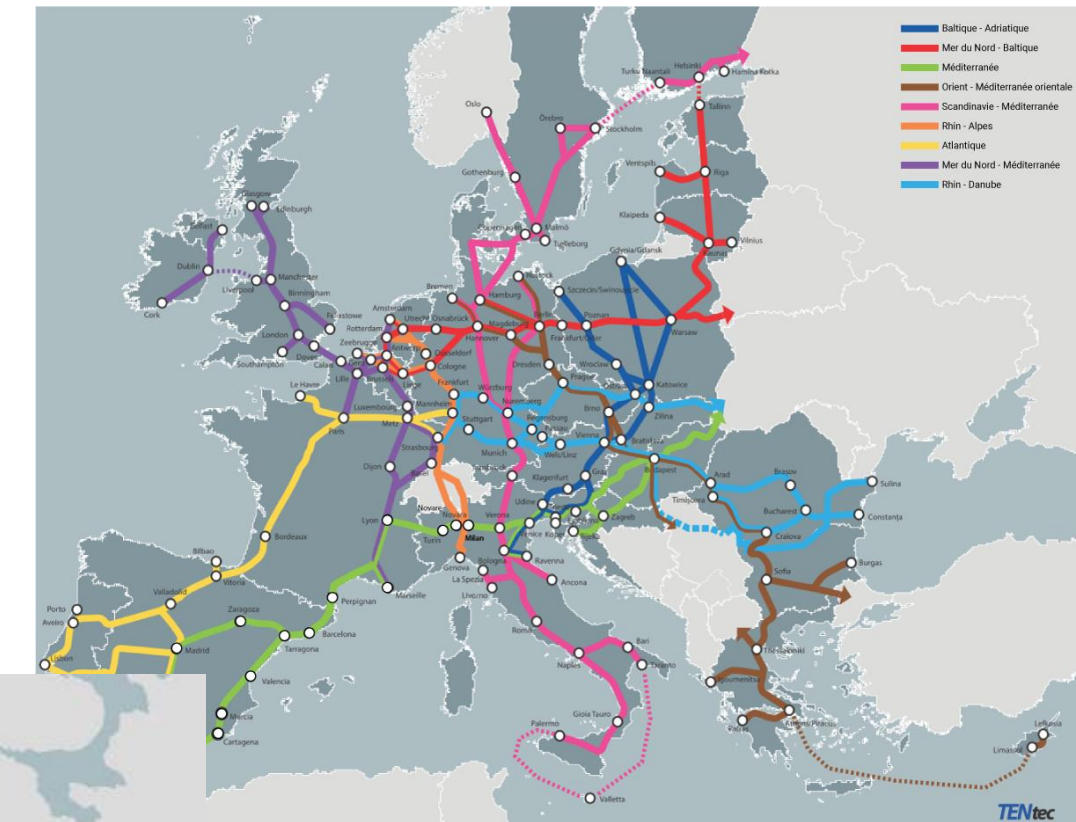 Baltique - Adriatique
Mer du Nord - Baltique
Méditerranée
Orient - Méditerranée orientale
Scandinavie - Méditerranée
Rhin - Alpes
Atlantique
Mer du Nord - Méditerranée
Rhin - Danube
Helsinki
Turku Naantali
Hamina Kotka
Tallinn
Oslo
Örebro
Stockholm
Ventspils
Riga
Gothenburg
Klaipeda
Glasgow
Edinburgh
Belfast
Malmö
Copenhagen
Trelleborg
Vilnius
Kaunas
Gdynia/Gdansk
Dublin
Manchester
Liverpool
Rostock
Szczecin/Swinoujscie
Bremen
Hamburg
Birmingham
Cork
Felixstowe
Amsterdam
Utrecht
Osnabrück
Magdeburg
Berlin
Poznan
Warsaw
London
Rotterdam
Hannover
Frankfurt/Oder
Zeebrugge
Antwerp
Düsseldorf
Southampton
Dover
Calais
Cologne
Dresden
Wroclaw
Lille
Brussels
Liège
Prague
Katowice
Le Havre
Frankfurt
Würzburg
Luxembourg
Mannheim
Nuremberg
Brno
Zilina
Paris
Metz
Stuttgart
Regensburg
Passau
Strasbourg
Munich
Wels/Linz
Vienna
Bratislava
Dijon
Basel
Innsbruck
Klagenfurt
Graz
Budapest
Arad
Brasov
Sulina
Timisoara
Udine
Novare
Novara
Verona
Zagreb
Bucharest
Constanța
Lyon
Turin
Milan
Venice
Koper
Rijeka
Craiova
Bordeaux
Genova
Bologna
Ravenna
Bilbao
La Spezia
Sofia
Burgas
Vitoria
Livorno
Ancona
Marseille
Valladolid
Perpignan
Porto
Zaragoza
Aveiro
Roma
Barcelona
Tarragona
Bari
Madrid
Naples
Taranto
Thessaloniki
Lisbon
Igoumenitsa
Valencia
Gioia Tauro
Murcia
Palermo
Patras
Athens/Piraeus
Cartagena
Lefkosia
Limassol
Valletta
TENtec